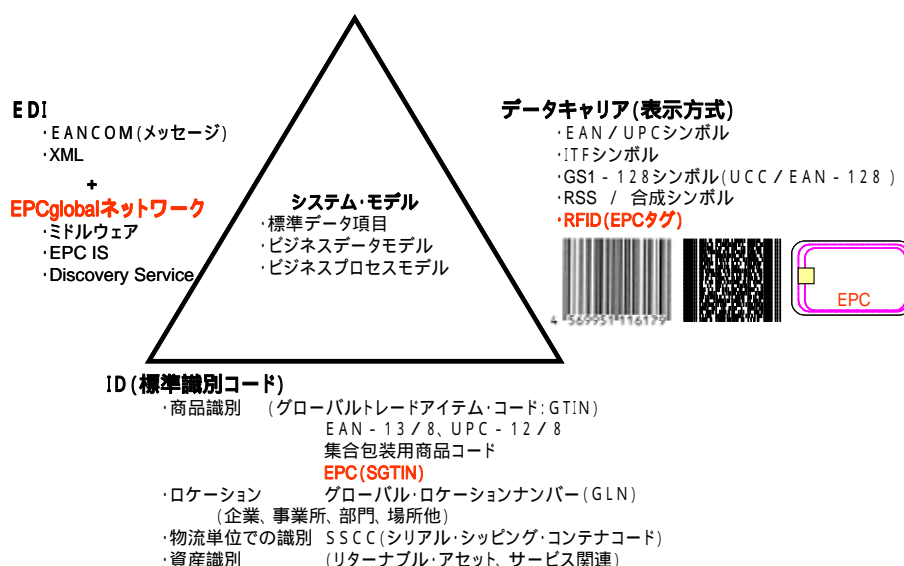 EDI
・EANCOM(メッセージ)
・XML
+
EPCglobalネットワーク
・ミドルウェア
・EPC IS
・Discovery Service
システム・モデル
・標準データ項目
・ビジネスデータモデル
・ビジネスプロセスモデル
データキャリア(表示方式)
・EAN/UPCシンボル
・ITFシンボル
・GS1-128シンボル(UCC/EAN-128)
・RSS / 合成シンボル
・RFID(EPCタグ)
4 569951 116179
EPC
ID(標準識別コード)
・商品識別 (グローバルトレードアイテム・コード:GTIN)
EAN-13/8、UPC-12/8
集合包装用商品コード
EPC(SGTIN)
・ロケーション グローバル・ロケーションナンバー(GLN)
(企業、事業所、部門、場所他)
・物流単位での識別 SSCC(シリアル・シッピング・コンテナコード)
・資産識別 (リターナブル・アセット、サービス関連)